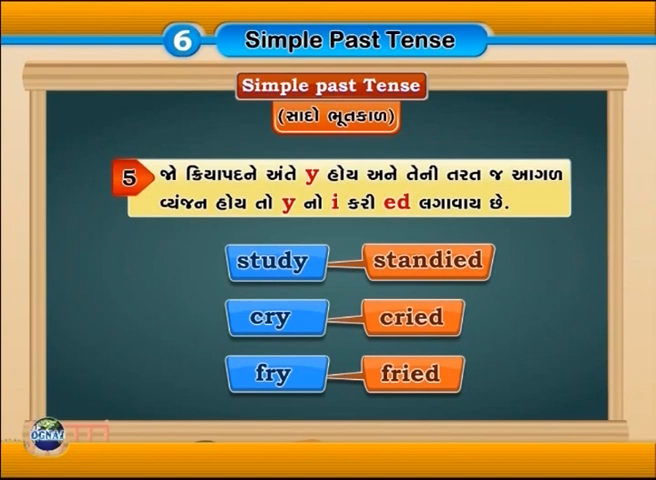 6 Simple Past Tense
Simple past Tense
(સાદો ભૂતકાળ)
5 જો ક્રિયાપદને અંતે y હોય અને તેની તરત જ આગળ
વ્યંજન હોય તો y નો i કરી ed લગાવાય છે.
study standied
cry cried
fry fried